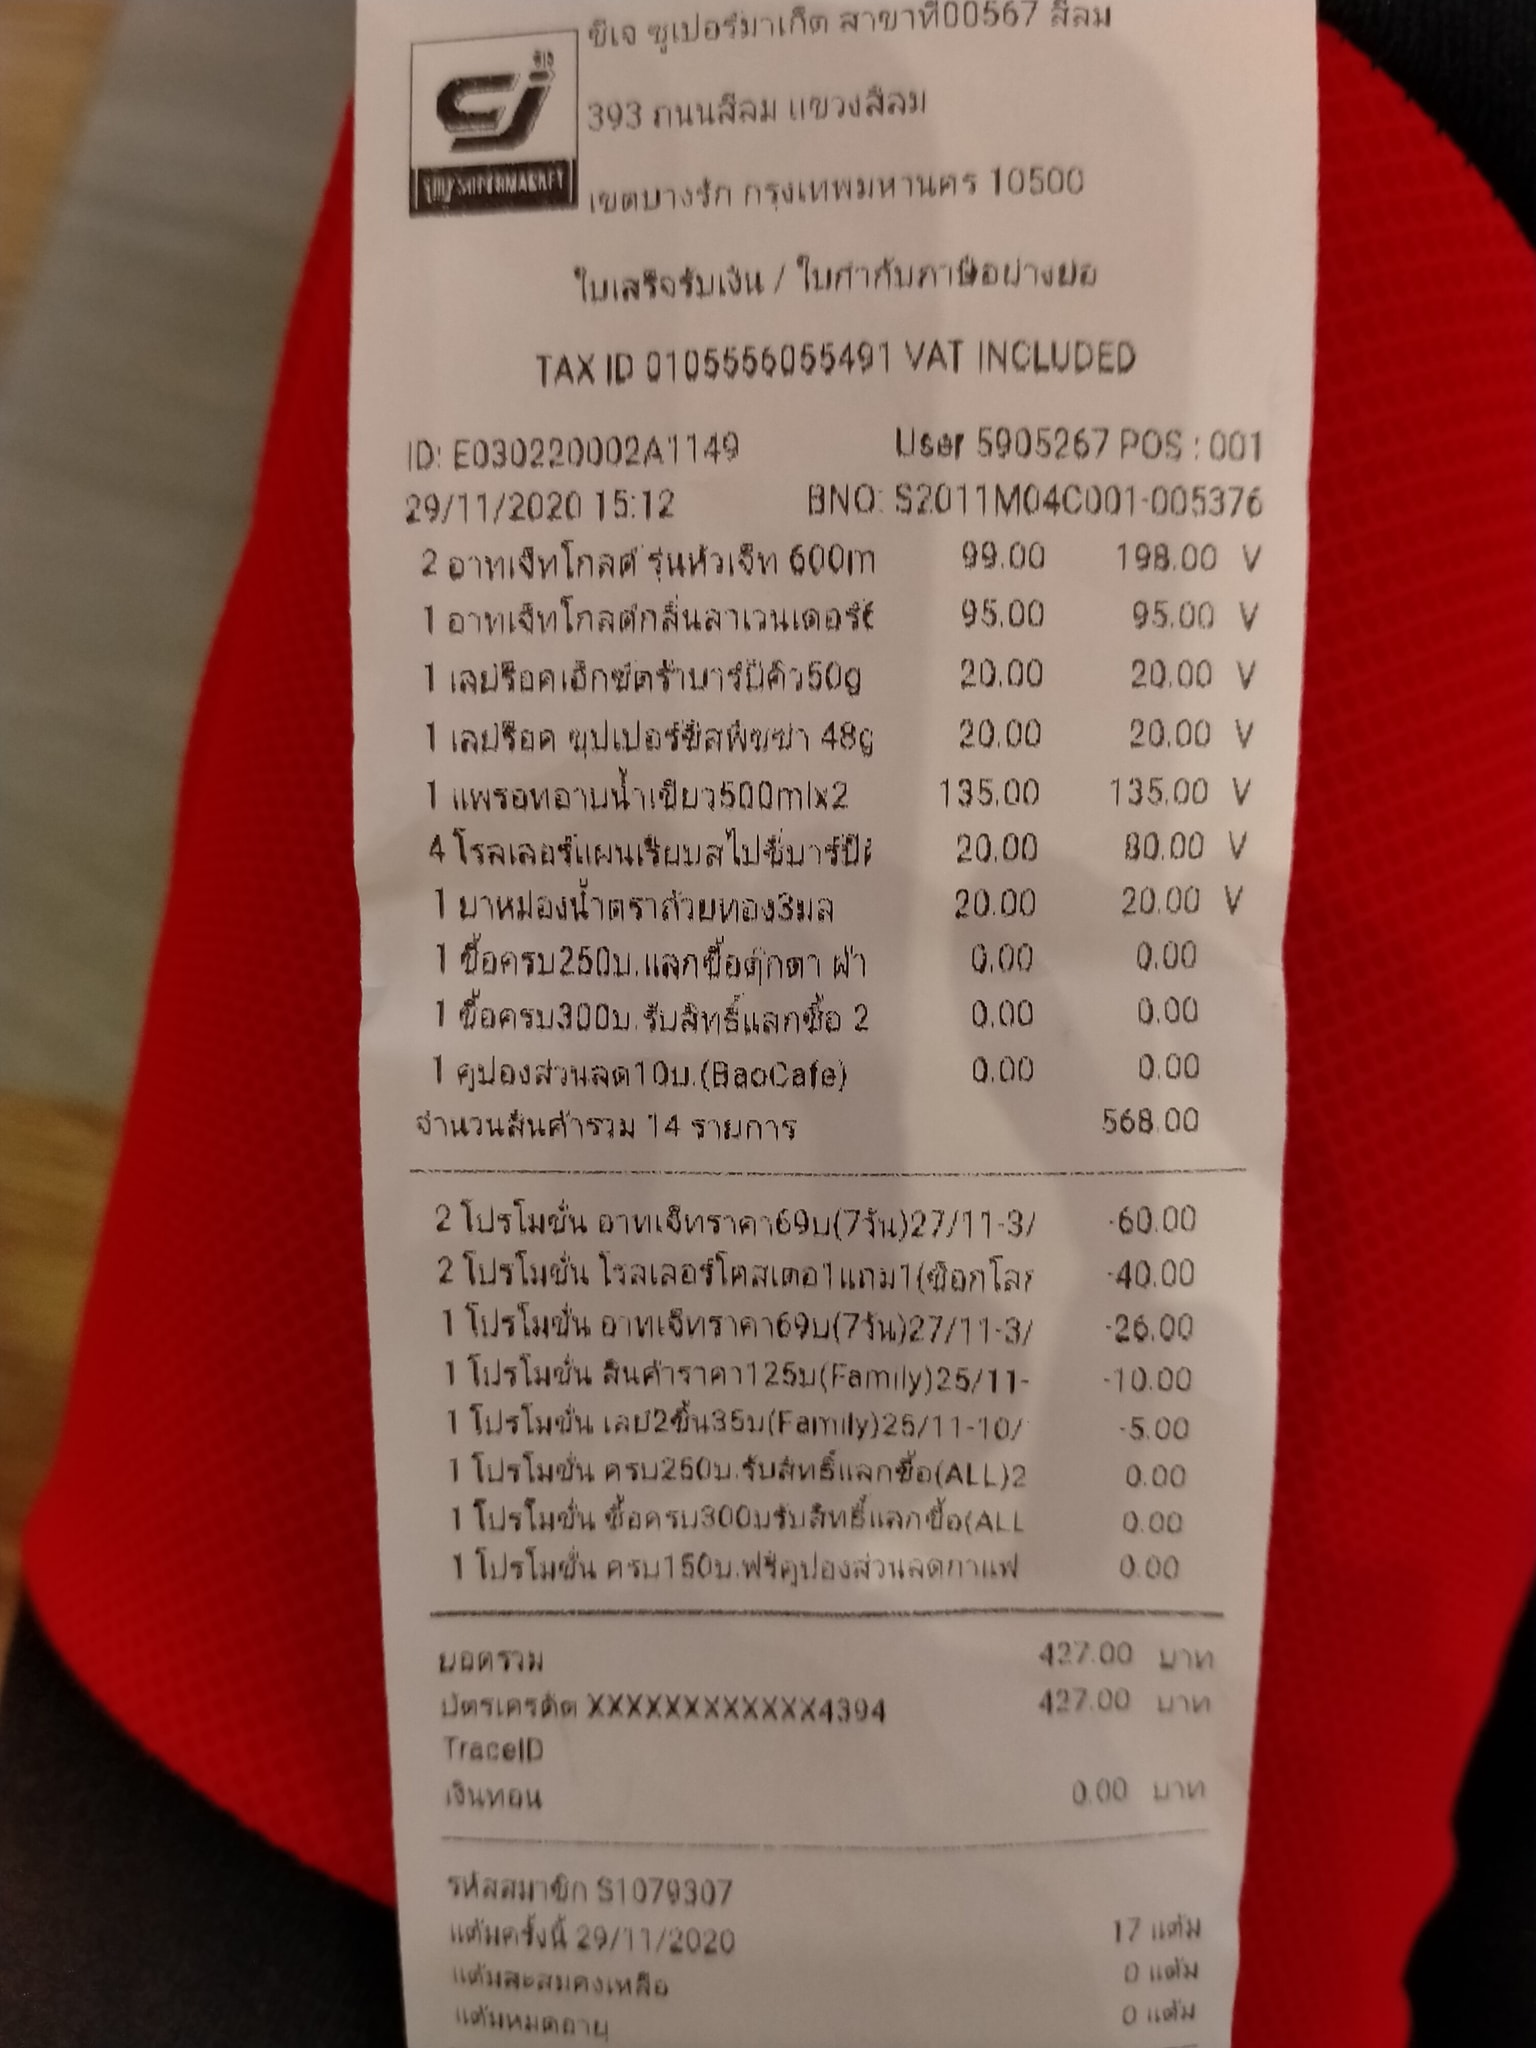 ซีเจ ซูเปอร์มาเก็ต สาขาที่00567 สีลม
ซีเจ
CJ
SUPERMARKET
393 ถนนสีลม แขวงสีลม
เขตบางรัก กรุงเทพมหานคร 10500
ใบเสร็จรับเงิน / ใบกำกับภาษีอย่างย่อ
TAX ID 0105556055491 VAT INCLUDED
ID: E030220002A1149 User 5905267 POS : 001
29/11/2020 15:12 BNO: S2011M04C001-005376
2 อาทเจ็ทโกลด์ รุ่นหัวเจ็ท 600m 99.00 198.00 V
1 อาทเจ็ทโกลด์กลิ่นลาเวนเดอร์6 95.00 95.00 V
1 เลย์ร็อคเอ็กซ์ตร้าบาร์บีคิว50g 20.00 20.00 V
1 เลย์ร็อค ซุปเปอร์ชีสพิซซ่า 48g 20.00 20.00 V
1 แพรอทอาบน้ำเขียว500mlx2 135.00 135.00 V
4 โรลเลอร์แผ่นเรียบสไปซี่บาร์บี 20.00 80.00 V
1 ยาหม่องน้ำตราถ้วยทอง3มล 20.00 20.00 V
1 ซื้อครบ250บ.แลกซื้อตุ๊กตา ผ้า 0.00 0.00
1 ซื้อครบ300บ.รับสิทธิ์แลกซื้อ 2 0.00 0.00
1 คูปองส่วนลด10บ.(BaoCafe) 0.00 0.00
จำนวนสินค้ารวม 14 รายการ 568.00
2 โปรโมชั่น อาทเจ็ทราคา69บ(7วัน)27/11-3/ -60.00
2 โปรโมชั่น โรลเลอร์โคสเตอ1แถม1(ช็อกโล -40.00
1 โปรโมชั่น อาทเจ็ทราคา69บ(7วัน)27/11-3/ -26.00
1 โปรโมชั่น สินค้าราคา125บ(Family)25/11- -10.00
1 โปรโมชั่น เลย์2ชิ้น35บ(Family)25/11-10/ -5.00
1 โปรโมชั่น ครบ250บ.รับสิทธิ์แลกซื้อ(ALL)2 0.00
1 โปรโมชั่น ซื้อครบ300บรับสิทธิ์แลกซื้อ(ALL 0.00
1 โปรโมชั่น ครบ150บ.ฟรีคูปองส่วนลดกาแฟ 0.00
ยอดรวม 427.00 บาท
บัตรเครดิต XXXXXXXXXXXX4394 427.00 บาท
TraceID
เงินทอน 0.00 บาท
รหัสสมาชิก S1079307
แต้มครั้งนี้ 29/11/2020 17 แต้ม
แต้มสะสมคงเหลือ 0 แต้ม
แต้มหมดอายุ 0 แต้ม